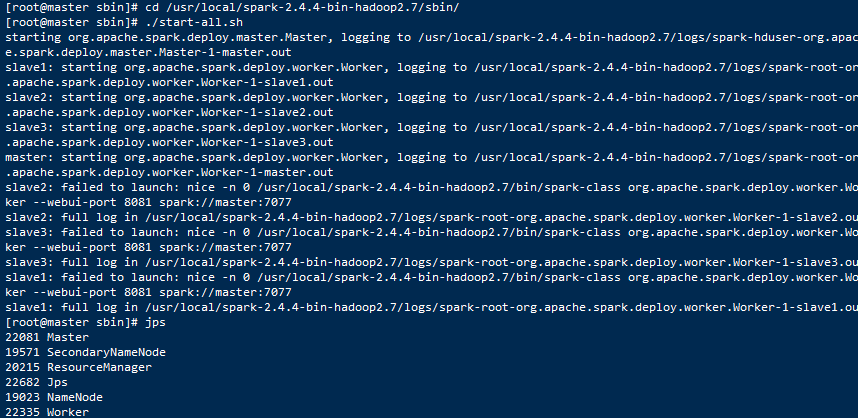 [root@master sbin]# cd /usr/local/spark-2.4.4-bin-hadoop2.7/sbin/
[root@master sbin]# ./start-all.sh
starting org.apache.spark.deploy.master.Master, logging to /usr/local/spark-2.4.4-bin-hadoop2.7/logs/spark-hduser-org.apac
e.spark.deploy.master.Master-1-master.out
slave1: starting org.apache.spark.deploy.worker.Worker, logging to /usr/local/spark-2.4.4-bin-hadoop2.7/logs/spark-root-or
.apache.spark.deploy.worker.Worker-1-slave1.out
slave2: starting org.apache.spark.deploy.worker.Worker, logging to /usr/local/spark-2.4.4-bin-hadoop2.7/logs/spark-root-or
.apache.spark.deploy.worker.Worker-1-slave2.out
slave3: starting org.apache.spark.deploy.worker.Worker, logging to /usr/local/spark-2.4.4-bin-hadoop2.7/logs/spark-root-or
.apache.spark.deploy.worker.Worker-1-slave3.out
master: starting org.apache.spark.deploy.worker.Worker, logging to /usr/local/spark-2.4.4-bin-hadoop2.7/logs/spark-root-or
.apache.spark.deploy.worker.Worker-1-master.out
slave2: failed to launch: nice -n 0 /usr/local/spark-2.4.4-bin-hadoop2.7/bin/spark-class org.apache.spark.deploy.worker.Wo
ker --webui-port 8081 spark://master:7077
slave2: full log in /usr/local/spark-2.4.4-bin-hadoop2.7/logs/spark-root-org.apache.spark.deploy.worker.Worker-1-slave2.ou
slave3: failed to launch: nice -n 0 /usr/local/spark-2.4.4-bin-hadoop2.7/bin/spark-class org.apache.spark.deploy.worker.Wo
ker --webui-port 8081 spark://master:7077
slave3: full log in /usr/local/spark-2.4.4-bin-hadoop2.7/logs/spark-root-org.apache.spark.deploy.worker.Worker-1-slave3.ou
slave1: failed to launch: nice -n 0 /usr/local/spark-2.4.4-bin-hadoop2.7/bin/spark-class org.apache.spark.deploy.worker.Wo
ker --webui-port 8081 spark://master:7077
slave1: full log in /usr/local/spark-2.4.4-bin-hadoop2.7/logs/spark-root-org.apache.spark.deploy.worker.Worker-1-slave1.ou
[root@master sbin]# jps
22081 Master
19571 SecondaryNameNode
20215 ResourceManager
22682 Jps
19023 NameNode
22335 Worker